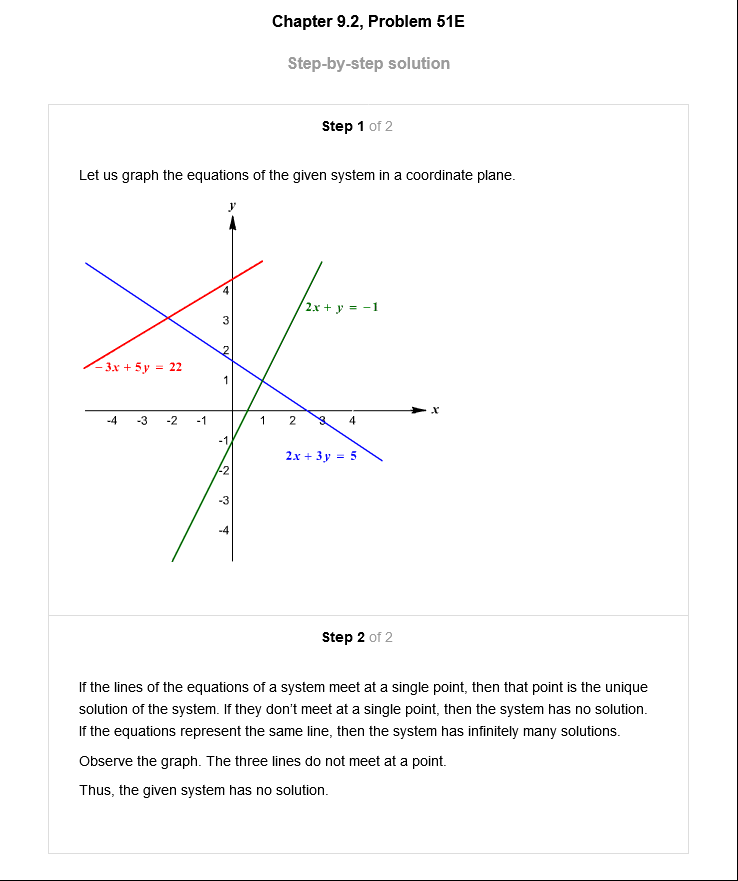 Chapter 9.2, Problem 51E
Step-by-step solution
Step 1 of 2
Let us graph the equations of the given system in a coordinate plane.
y
4
2x + y = −1
3
2
−3x + 5y = 22
1
x
-4 -3 -2 -1 1 2 3 4
-1
2x + 3y = 5
-2
-3
-4
Step 2 of 2
If the lines of the equations of a system meet at a single point, then that point is the unique
solution of the system. If they don't meet at a single point, then the system has no solution.
If the equations represent the same line, then the system has infinitely many solutions.
Observe the graph. The three lines do not meet at a point.
Thus, the given system has no solution.